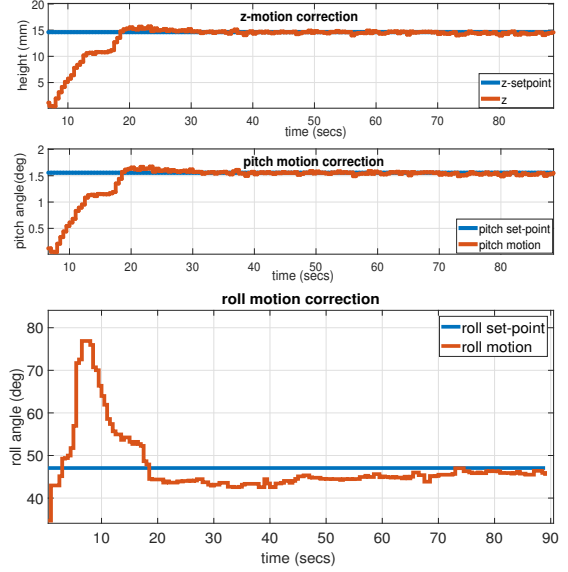 z-motion correction
20
15
10
5
height (mm)
z-setpoint
z
10 20 30 40 50 60 70 80
time (secs)
pitch motion correction
2
1.5
1
0.5
pitch angle(deg)
pitch set-point
pitch motion
10 20 30 40 50 60 70 80
time (secs)
roll motion correction
80
70
60
50
40
roll angle (deg)
roll set-point
roll motion
10 20 30 40 50 60 70 80 90
time (secs)